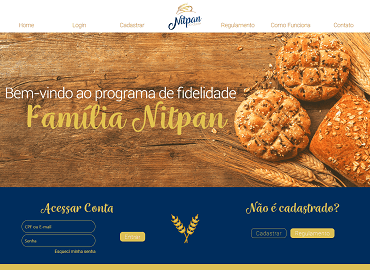 Home Login Cadastrar Nitpan Regulamento Como Funciona Contato
Bem-vindo ao programa de fidelidade
Família Nitpan
Acessar Conta
Não é cadastrado?
CPF ou E-mail
Senha
Entrar
Cadastrar Regulamento
Esqueci minha senha